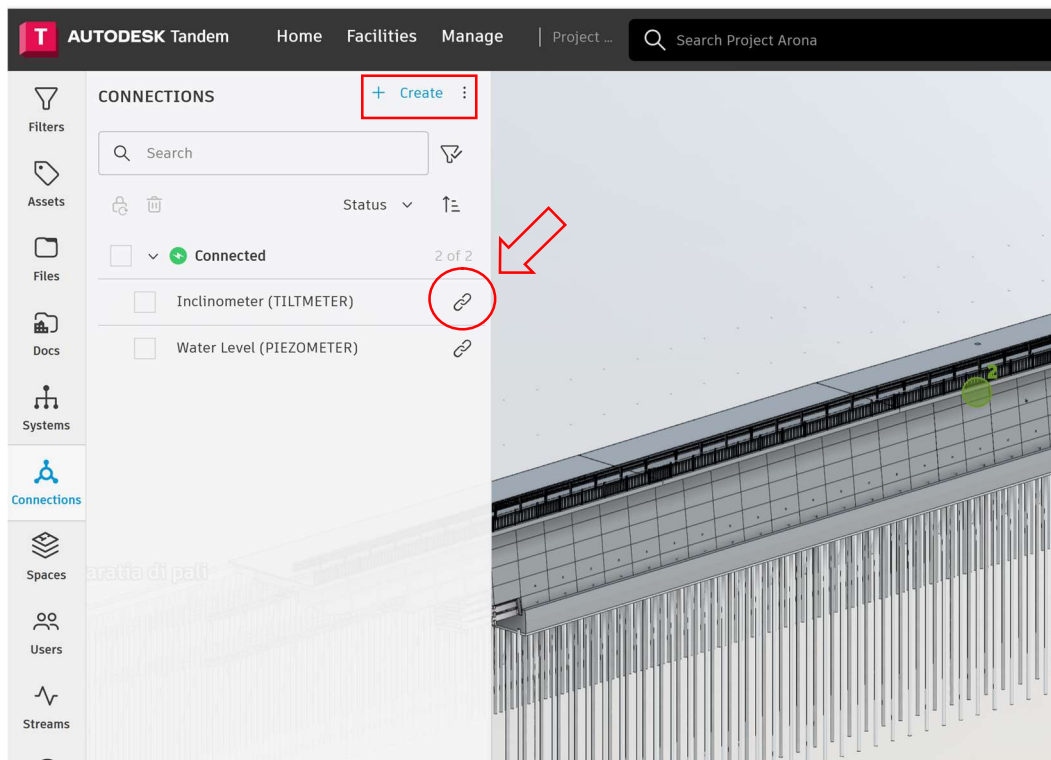 T AUTODESK Tandem Home Facilities Manage | Project ... Search Project Arona
Filters
Assets
Files
Docs
Systems
Connections
Spaces
Users
Streams
CONNECTIONS
+ Create
Search
Status
Connected 2 of 2
Inclinometer (TILTMETER)
Water Level (PIEZOMETER)
aratia di pali
2